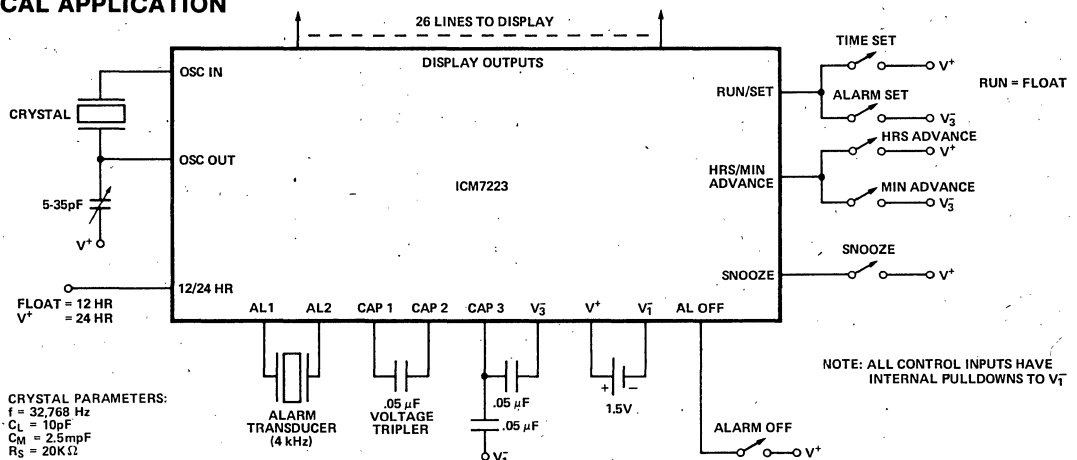 CAL APPLICATION
26 LINES TO DISPLAY
DISPLAY OUTPUTS
OSC IN
CRYSTAL
OSC OUT
5-35pF
V+
12/24 HR
FLOAT = 12 HR
V+ = 24 HR
ICM7223
RUN/SET
TIME SET
V+
RUN = FLOAT
ALARM SET
V3-
HRS ADVANCE
V+
HRS/MIN
ADVANCE
MIN ADVANCE
V3-
SNOOZE
SNOOZE
V+
AL1 AL2 CAP 1 CAP 2 CAP 3 V3- V+ V1- AL OFF
ALARM
TRANSDUCER
(4 kHz)
.05 μF
VOLTAGE
TRIPLER
.05 μF
.05 μF
V1-
+ −
1.5V
ALARM OFF
V+
NOTE: ALL CONTROL INPUTS HAVE
INTERNAL PULLDOWNS TO V1-
CRYSTAL PARAMETERS:
f = 32,768 Hz
CL = 10pF
CM = 2.5mpF
RS = 20KΩ